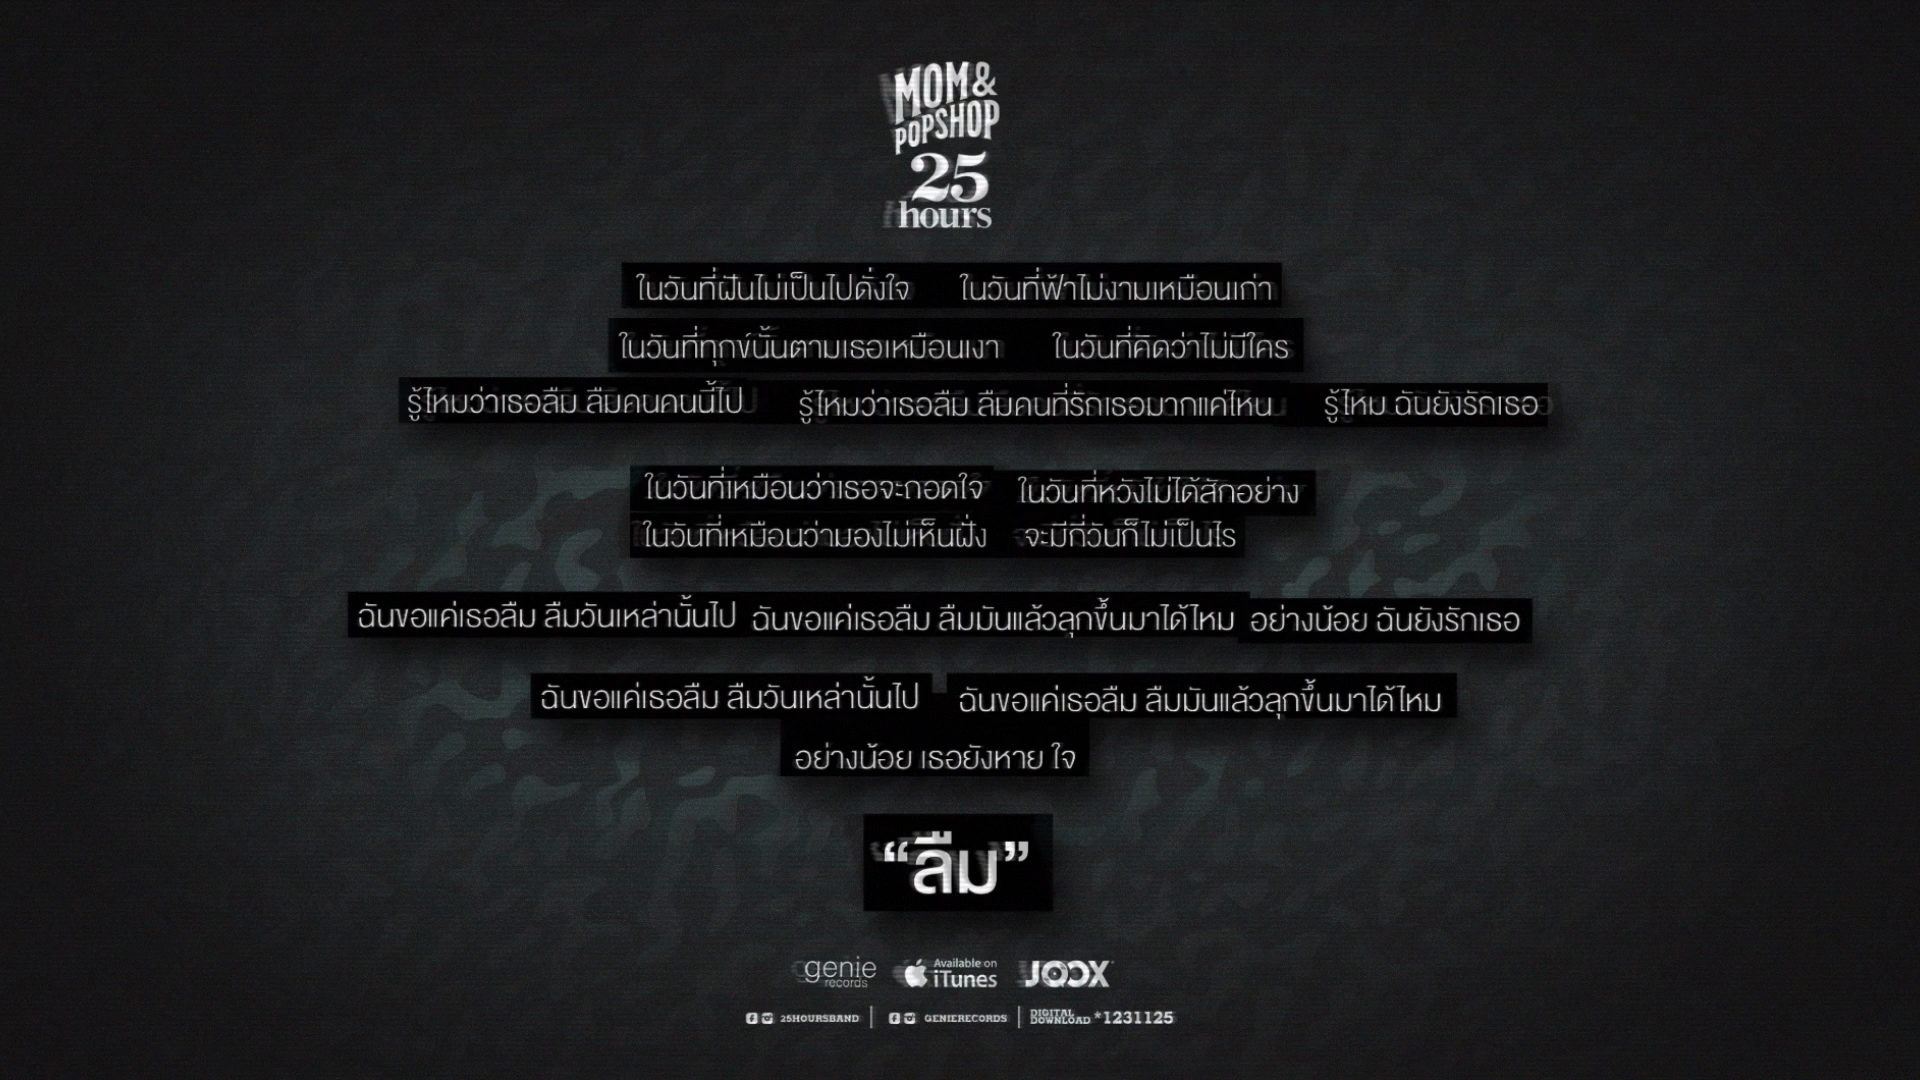 MOM&
POPSHOP
25
hours
ในวันที่ฝันไม่เป็นไปดั่งใจ ในวันที่ฟ้าไม่งามเหมือนเก่า
ในวันที่ทุกข์นั้นตามเธอเหมือนเงา ในวันที่คิดว่าไม่มีใคร
รู้ไหมว่าเธอลืม ลืมคนคนนี้ไป รู้ไหมว่าเธอลืม ลืมคนที่รักเธอมากแค่ไหน รู้ไหม ฉันยังรักเธอ
ในวันที่เหมือนว่าเธอจะถอดใจ ในวันที่หวังไม่ได้สักอย่าง
ในวันที่เหมือนว่ามองไม่เห็นฝั่ง จะมีกี่วันก็ไม่เป็นไร
ฉันขอแค่เธอลืม ลืมวันเหล่านั้นไป ฉันขอแค่เธอลืม ลืมมันแล้วลุกขึ้นมาได้ไหม อย่างน้อย ฉันยังรักเธอ
ฉันขอแค่เธอลืม ลืมวันเหล่านั้นไป ฉันขอแค่เธอลืม ลืมมันแล้วลุกขึ้นมาได้ไหม
อย่างน้อย เธอยังหาย ใจ
“ลืม”
genie records Available on iTunes JOOX
25HOURSBAND | GENIERECORDS | DIGITAL DOWNLOAD *1231125